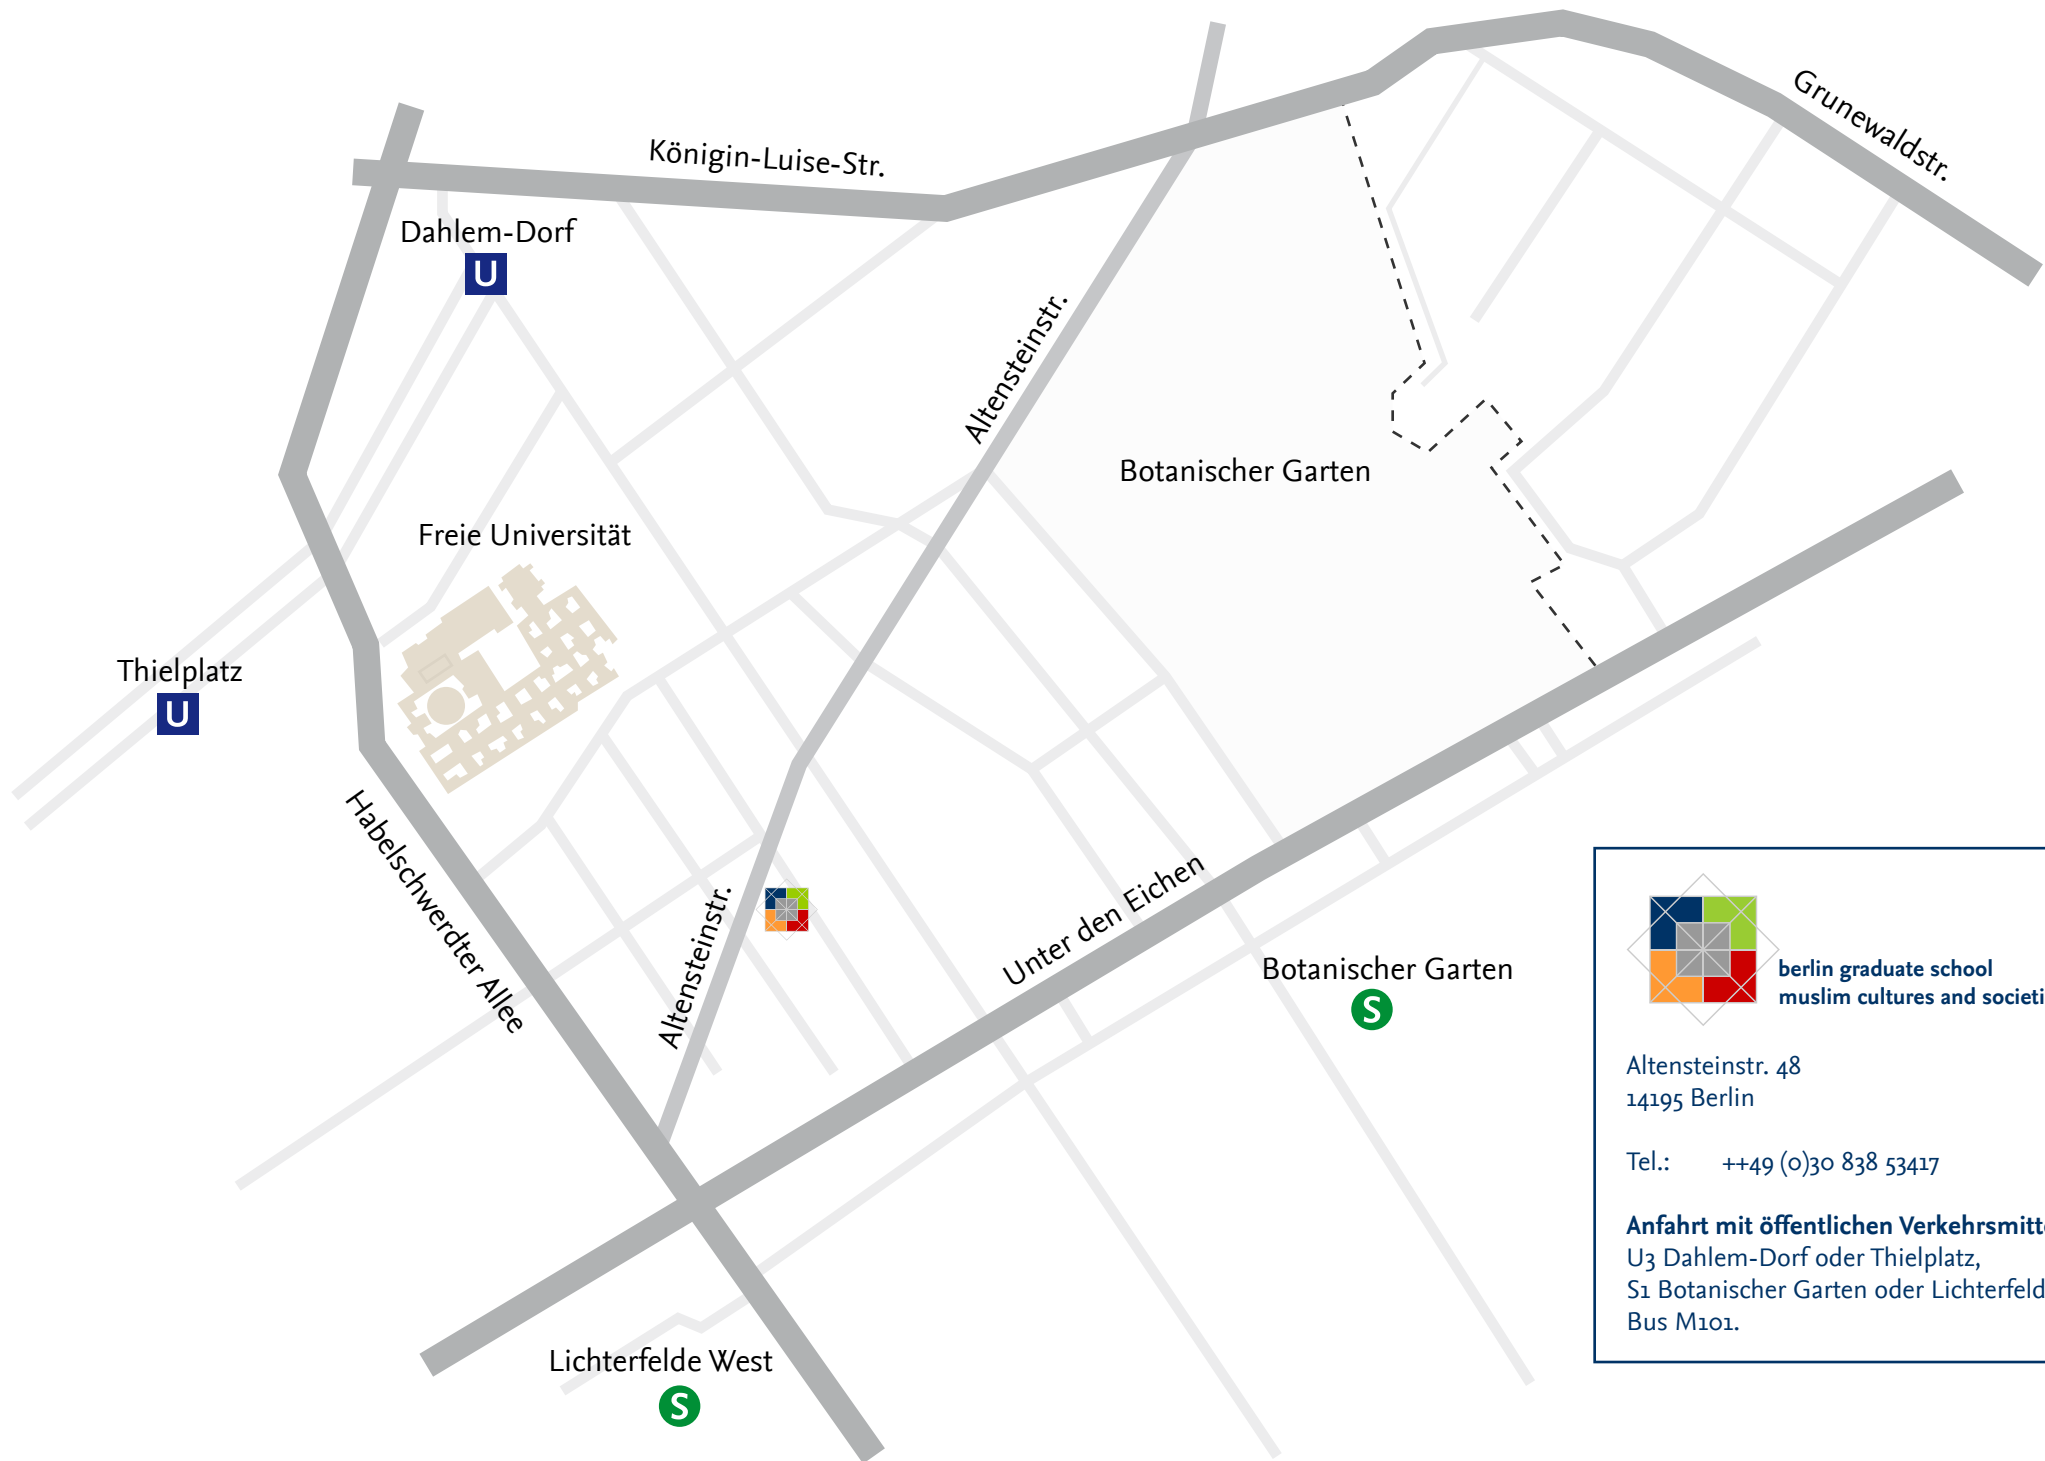 Grunewaldstr.
Königin-Luise-Str.
Dahlem-Dorf
U
Altensteinstr.
Botanischer Garten
Freie Universität
Thielplatz
U
Habelschwerdter Allee
Altensteinstr.
Unter den Eichen
Botanischer Garten
S
Lichterfelde West
S
berlin graduate school
muslim cultures and societi
Altensteinstr. 48
14195 Berlin
Tel.: ++49 (0)30 838 53417
Anfahrt mit öffentlichen Verkehrsmitt
U3 Dahlem-Dorf oder Thielplatz,
S1 Botanischer Garten oder Lichterfeld
Bus M101.